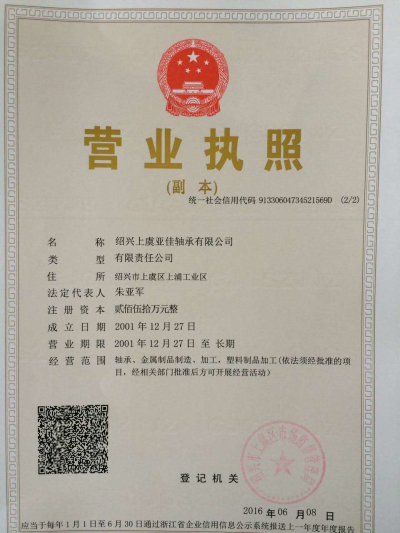 营业执照
(副 本)
统一社会信用代码 91330604734521569D (2/2)
名称 绍兴上虞亚佳轴承有限公司
类型 有限责任公司
住所 绍兴市上虞区上浦工业区
法定代表人 朱亚军
注册资本 贰佰伍拾万元整
成立日期 2001年12月27日
营业期限 2001年12月27日至长期
经营范围 轴承、金属制品制造、加工,塑料制品加工(依法须经批准的项
目,经相关部门批准后方可开展经营活动)
登记机关
2016年06月08日
应当于每年1月1日至6月30日通过浙江省企业信用信息公示系统报送上一年度年度报告